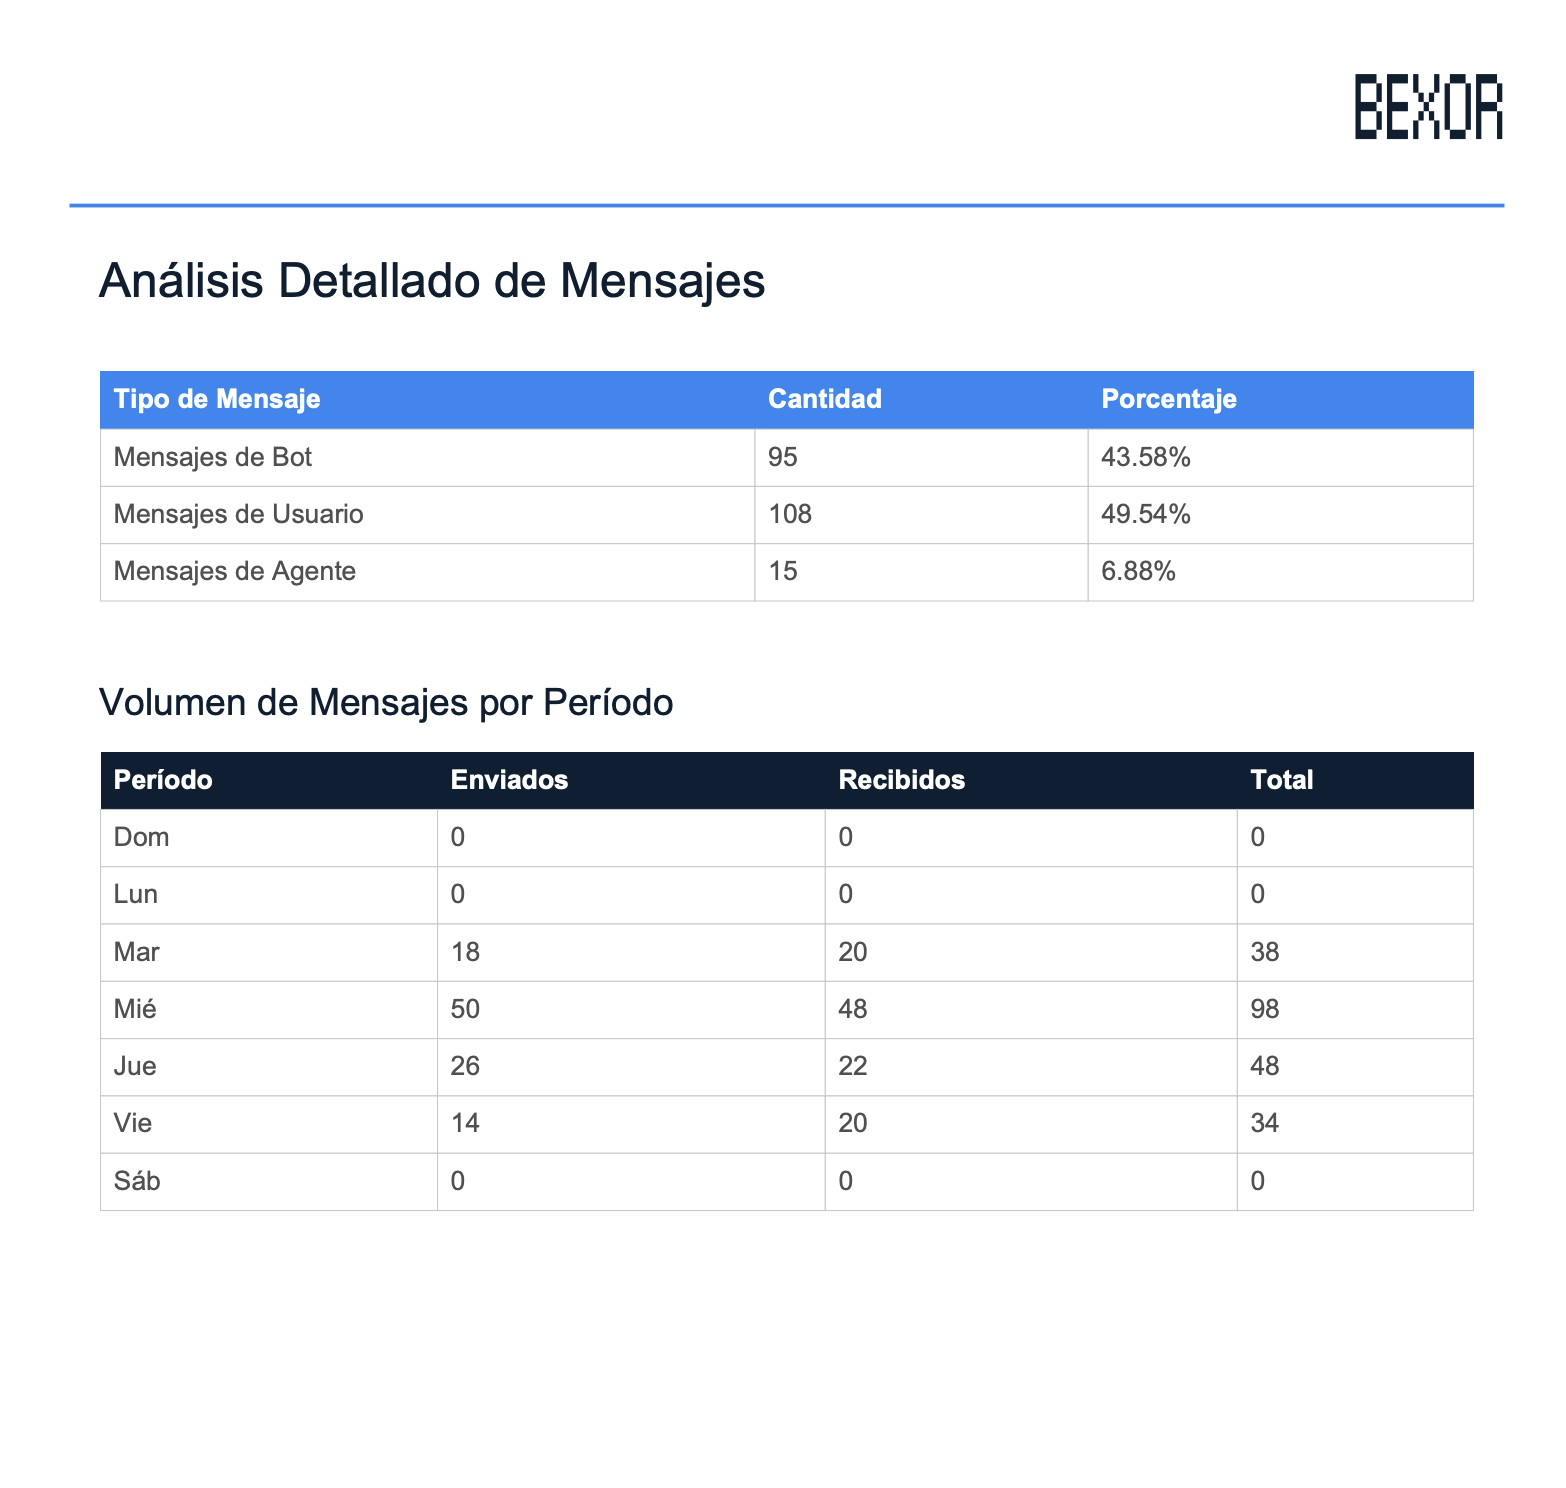 BEXOR
Análisis Detallado de Mensajes
Tipo de Mensaje Cantidad Porcentaje
Mensajes de Bot 95 43.58%
Mensajes de Usuario 108 49.54%
Mensajes de Agente 15 6.88%
Volumen de Mensajes por Período
Período Enviados Recibidos Total
Dom 0 0 0
Lun 0 0 0
Mar 18 20 38
Mié 50 48 98
Jue 26 22 48
Vie 14 20 34
Sáb 0 0 0